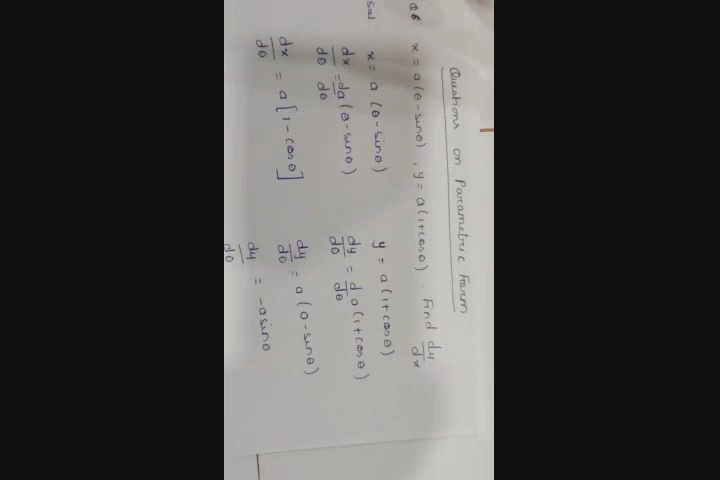 Questions on Parametric Form
Q6 x = a(θ - sinθ), y = a(1+cosθ). Find dy/dx
Sol x = a (θ - sinθ)
dx/dθ = d/dθ a (θ - sinθ)
dx/dθ = a [1 - cosθ]
y = a (1+cosθ)
dy/dθ = d/dθ a (1+cosθ)
dy/dθ = a (0 - sinθ)
dy/dθ = -a sinθ